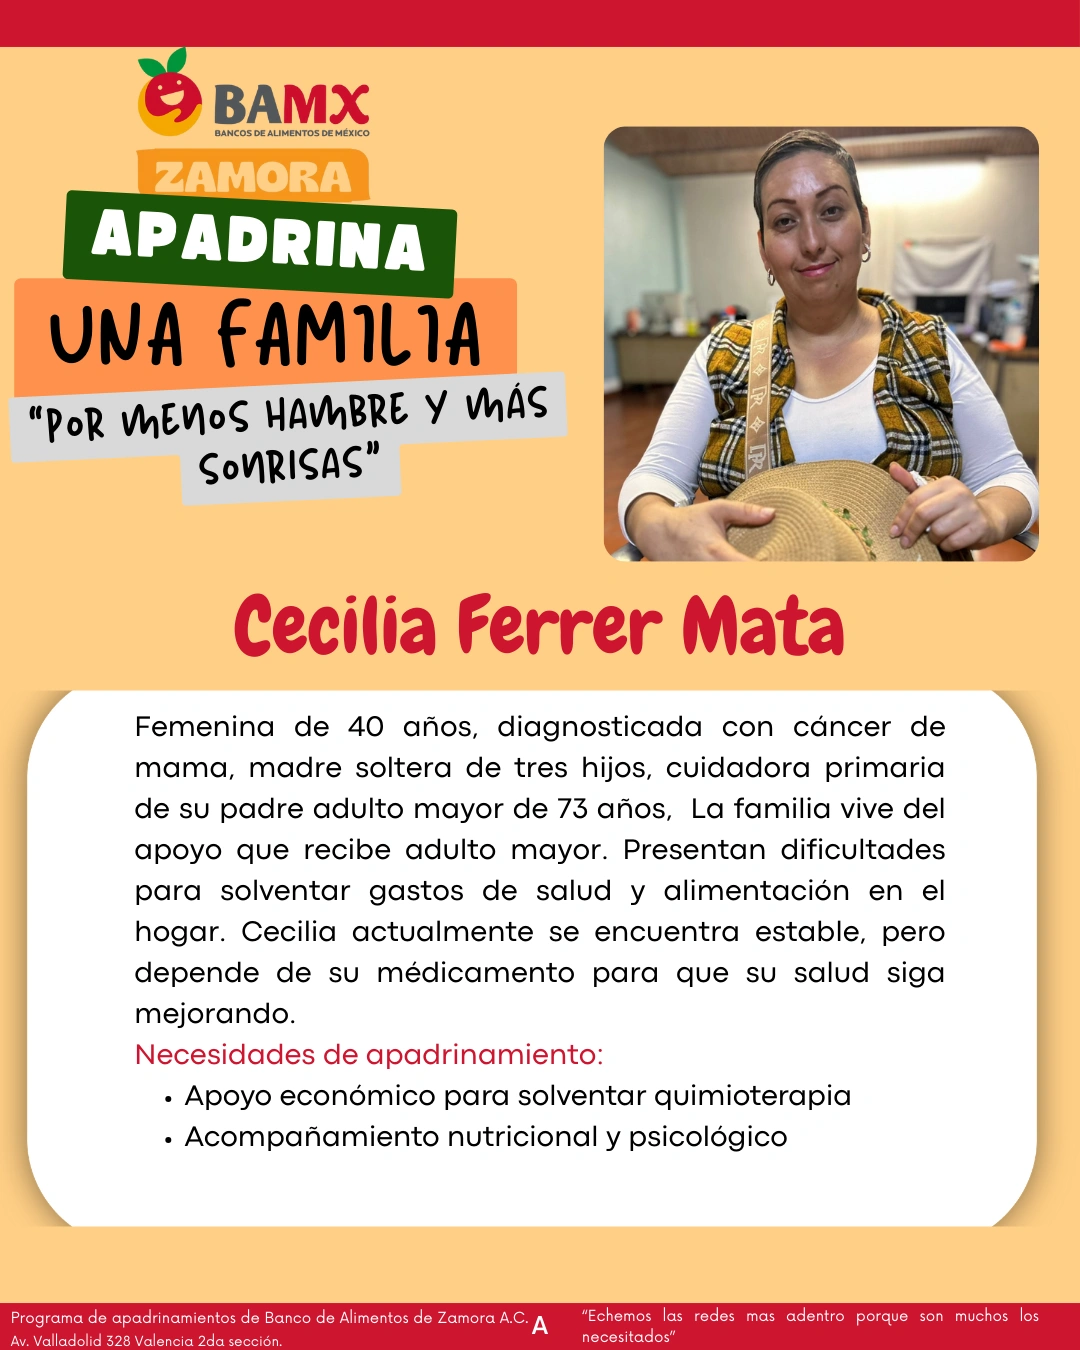 BAMX
BANCOS DE ALIMENTOS DE MÉXICO
ZAMORA
APADRINA
UNA FAMILIA
“POR MENOS HAMBRE Y MÁS
SONRISAS”
Cecilia Ferrer Mata
Femenina de 40 años, diagnosticada con cáncer de
mama, madre soltera de tres hijos, cuidadora primaria
de su padre adulto mayor de 73 años, La familia vive del
apoyo que recibe adulto mayor. Presentan dificultades
para solventar gastos de salud y alimentación en el
hogar. Cecilia actualmente se encuentra estable, pero
depende de su médicamento para que su salud siga
mejorando.
Necesidades de apadrinamiento:
• Apoyo económico para solventar quimioterapia
• Acompañamiento nutricional y psicológico
Programa de apadrinamientos de Banco de Alimentos de Zamora A.C.
Av. Valladolid 328 Valencia 2da sección.
A
“Echemos las redes mas adentro porque son muchos los
necesitados”